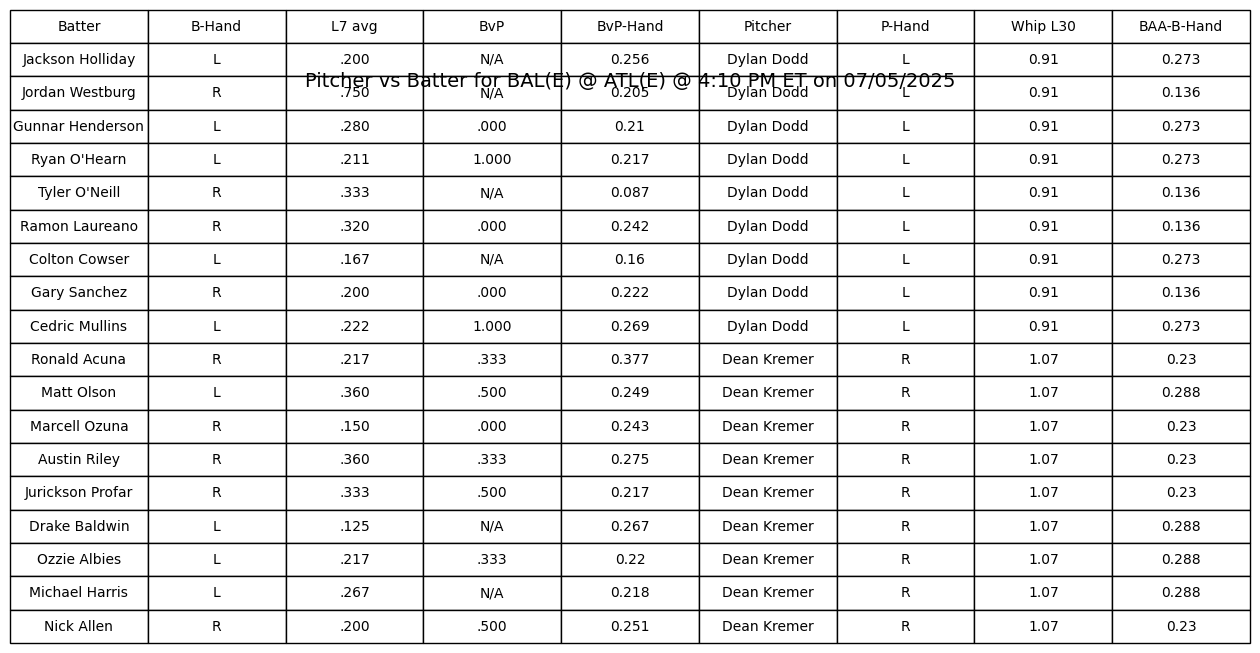 Batter B-Hand L7 avg BvP BvP-Hand Pitcher P-Hand Whip L30 BAA-B-Hand
Jackson Holliday L .200 N/A 0.256 Dylan Dodd L 0.91 0.273
Pitcher vs Batter for BAL(E) @ ATL(E) @ 4:10 PM ET on 07/05/2025
Jordan Westburg R .750 N/A 0.205 Dylan Dodd L 0.91 0.136
Gunnar Henderson L .280 .000 0.21 Dylan Dodd L 0.91 0.273
Ryan O'Hearn L .211 1.000 0.217 Dylan Dodd L 0.91 0.273
Tyler O'Neill R .333 N/A 0.087 Dylan Dodd L 0.91 0.136
Ramon Laureano R .320 .000 0.242 Dylan Dodd L 0.91 0.136
Colton Cowser L .167 N/A 0.16 Dylan Dodd L 0.91 0.273
Gary Sanchez R .200 .000 0.222 Dylan Dodd L 0.91 0.136
Cedric Mullins L .222 1.000 0.269 Dylan Dodd L 0.91 0.273
Ronald Acuna R .217 .333 0.377 Dean Kremer R 1.07 0.23
Matt Olson L .360 .500 0.249 Dean Kremer R 1.07 0.288
Marcell Ozuna R .150 .000 0.243 Dean Kremer R 1.07 0.23
Austin Riley R .360 .333 0.275 Dean Kremer R 1.07 0.23
Jurickson Profar R .333 .500 0.217 Dean Kremer R 1.07 0.23
Drake Baldwin L .125 N/A 0.267 Dean Kremer R 1.07 0.288
Ozzie Albies L .217 .333 0.22 Dean Kremer R 1.07 0.288
Michael Harris L .267 N/A 0.218 Dean Kremer R 1.07 0.288
Nick Allen R .200 .500 0.251 Dean Kremer R 1.07 0.23